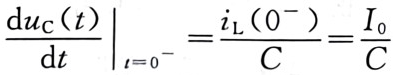 du_C(t)/dt |_{t=0^-} = i_L(0^-)/C = I_0/C